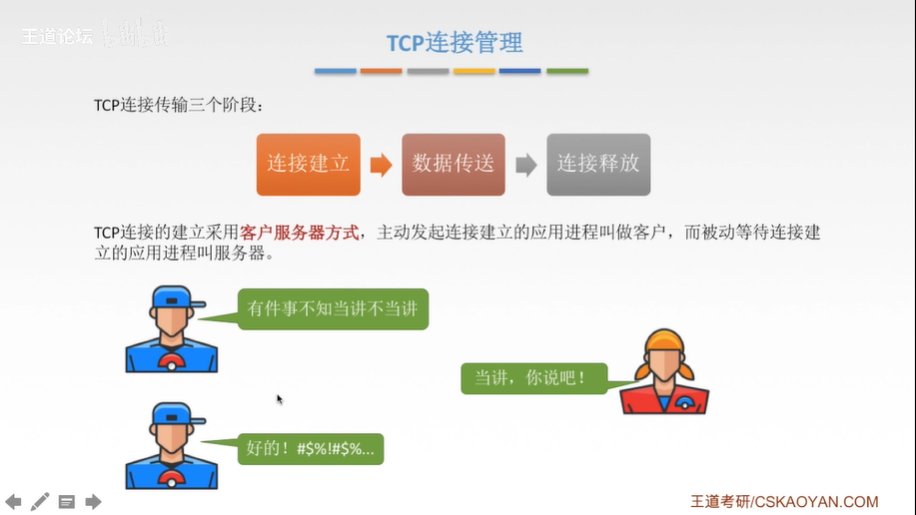 王道论坛
TCP连接管理
TCP连接传输三个阶段：
连接建立
数据传送
连接释放
TCP连接的建立采用客户服务器方式，主动发起连接建立的应用进程叫做客户，而被动等待连接建
立的应用进程叫服务器。
有件事不知当讲不当讲
当讲，你说吧！
好的！#$%!#$%...
王道考研/CSKAOYAN.COM